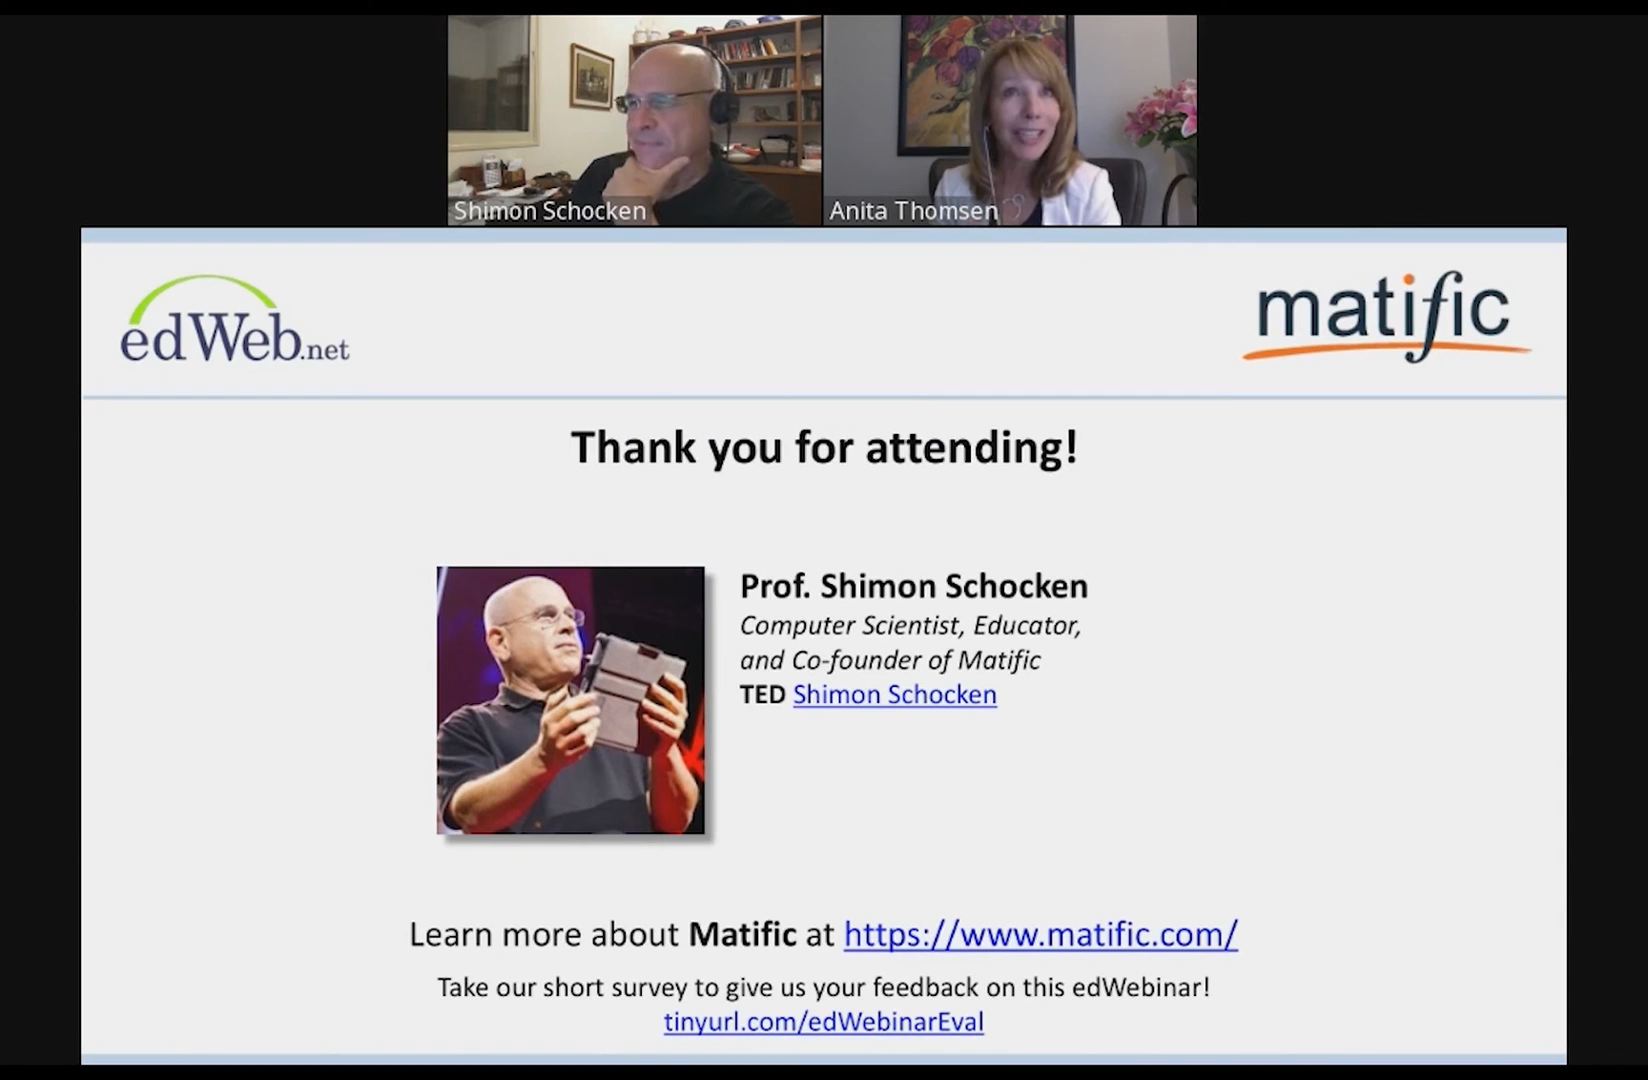 Shimon Schocken
Anita Thomsen
edWeb.net
matific
Thank you for attending!
Prof. Shimon Schocken
Computer Scientist, Educator,
and Co-founder of Matific
TED Shimon Schocken
Learn more about Matific at https://www.matific.com/
Take our short survey to give us your feedback on this edWebinar!
tinyurl.com/edWebinarEval